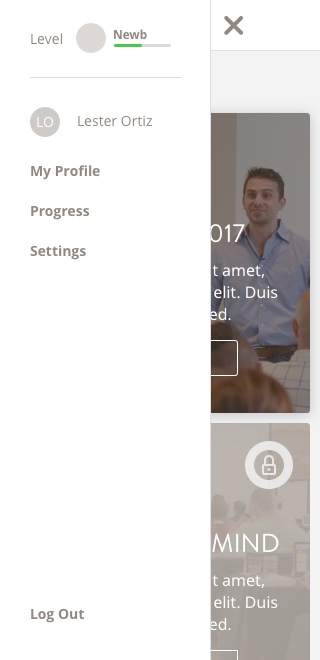 Level
Newb
LO
Lester Ortiz
My Profile
Progress
Settings
Log Out
017
t amet,
elit. Duis
ed.
MIND
t amet,
elit. Duis
ed.